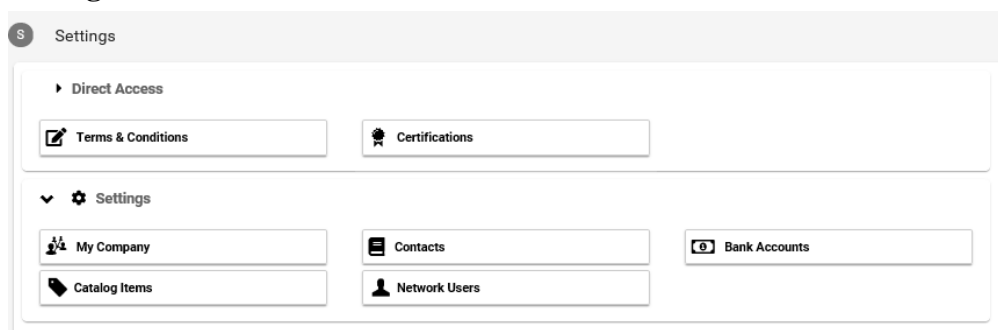 S Settings
Direct Access
Terms & Conditions Certifications
Settings
My Company Contacts Bank Accounts
Catalog Items Network Users